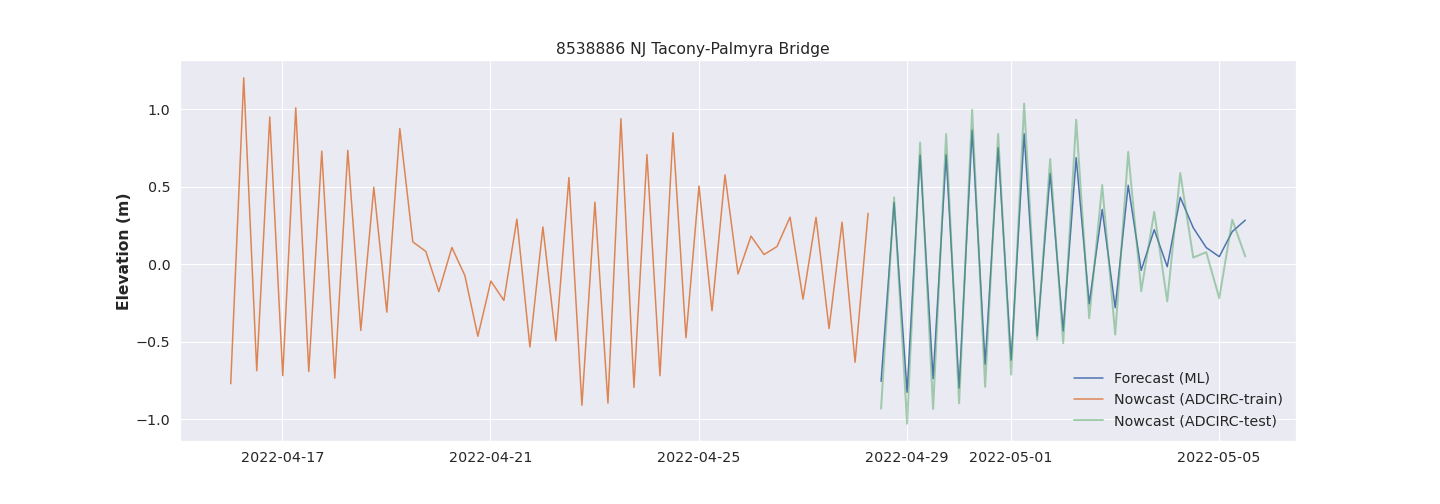 8538886 NJ Tacony-Palmyra Bridge
Elevation (m)
1.0
0.5
0.0
−0.5
−1.0
Forecast (ML)
Nowcast (ADCIRC-train)
Nowcast (ADCIRC-test)
2022-04-17 2022-04-21 2022-04-25 2022-04-29 2022-05-01 2022-05-05